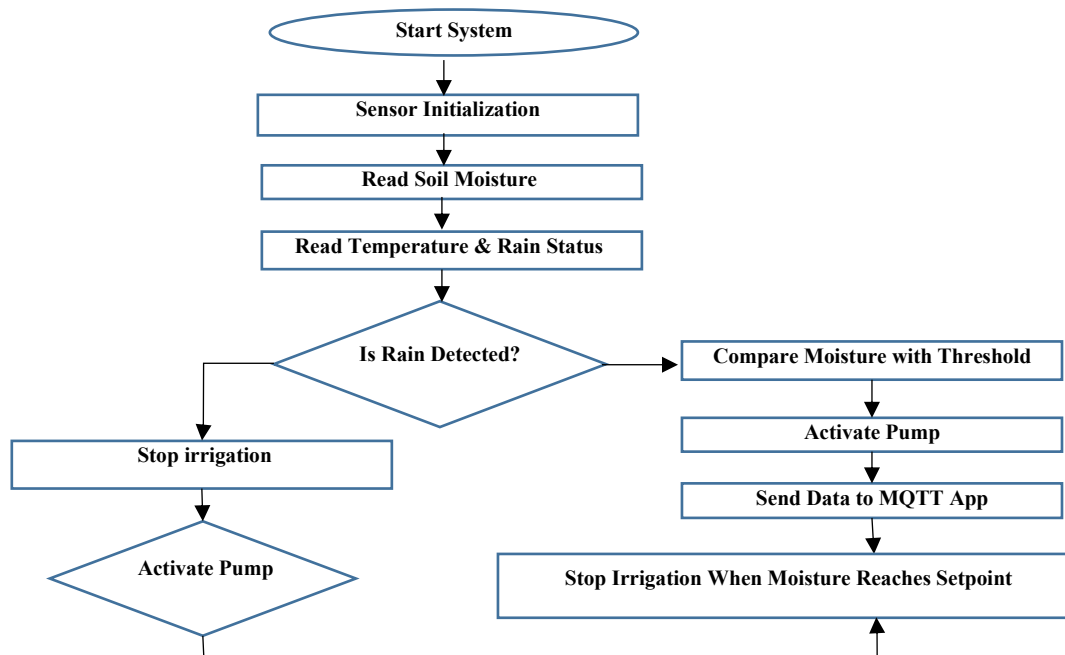 Start System
Sensor Initialization
Read Soil Moisture
Read Temperature & Rain Status
Is Rain Detected?
Compare Moisture with Threshold
Stop irrigation
Activate Pump
Send Data to MQTT App
Activate Pump
Stop Irrigation When Moisture Reaches Setpoint